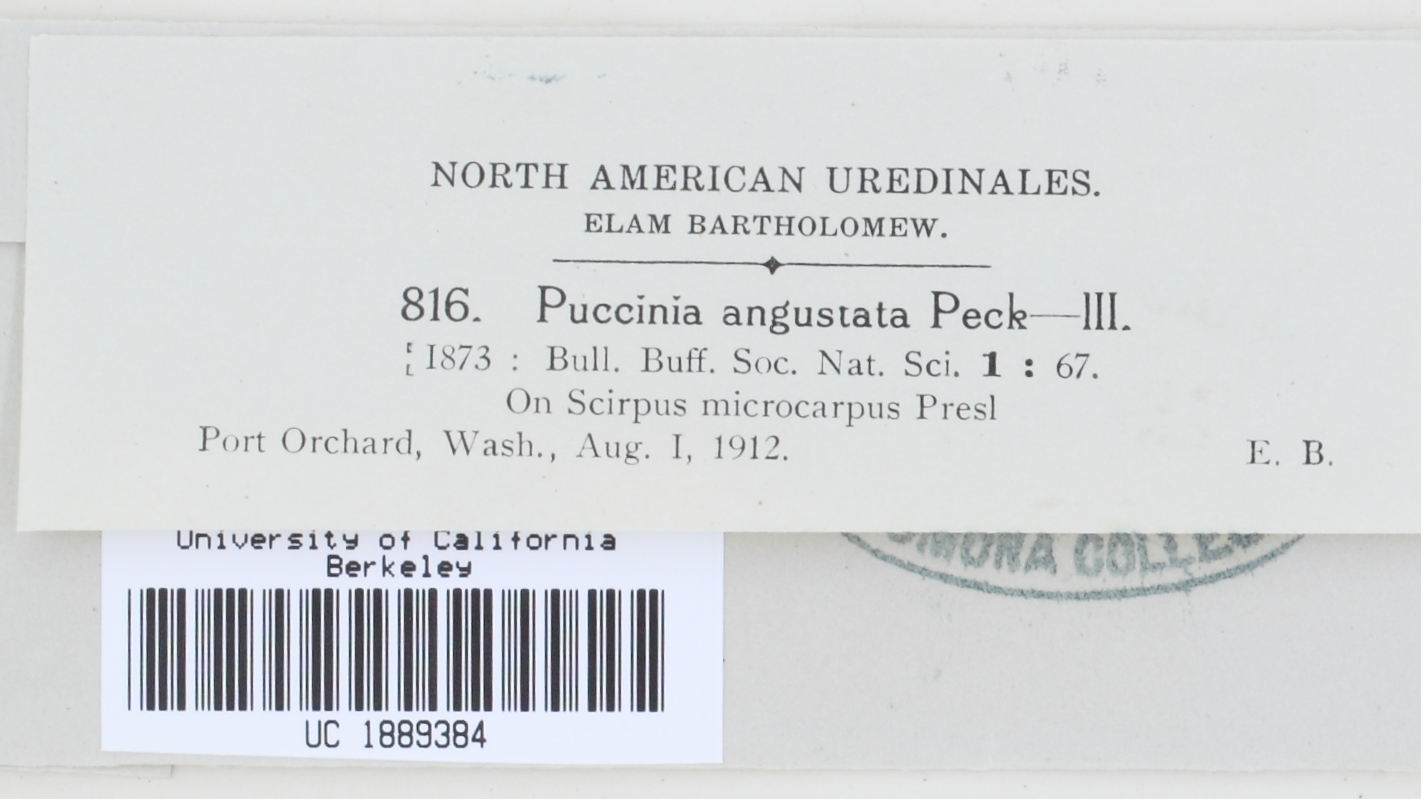 NORTH AMERICAN UREDINALES.
ELAM BARTHOLOMEW.
816. Puccinia angustata Peck—III.
1873 : Bull. Buff. Soc. Nat. Sci. 1 : 67.
On Scirpus microcarpus Presl
Port Orchard, Wash., Aug. I, 1912. E. B.
University of California
Berkeley
UC 1889384